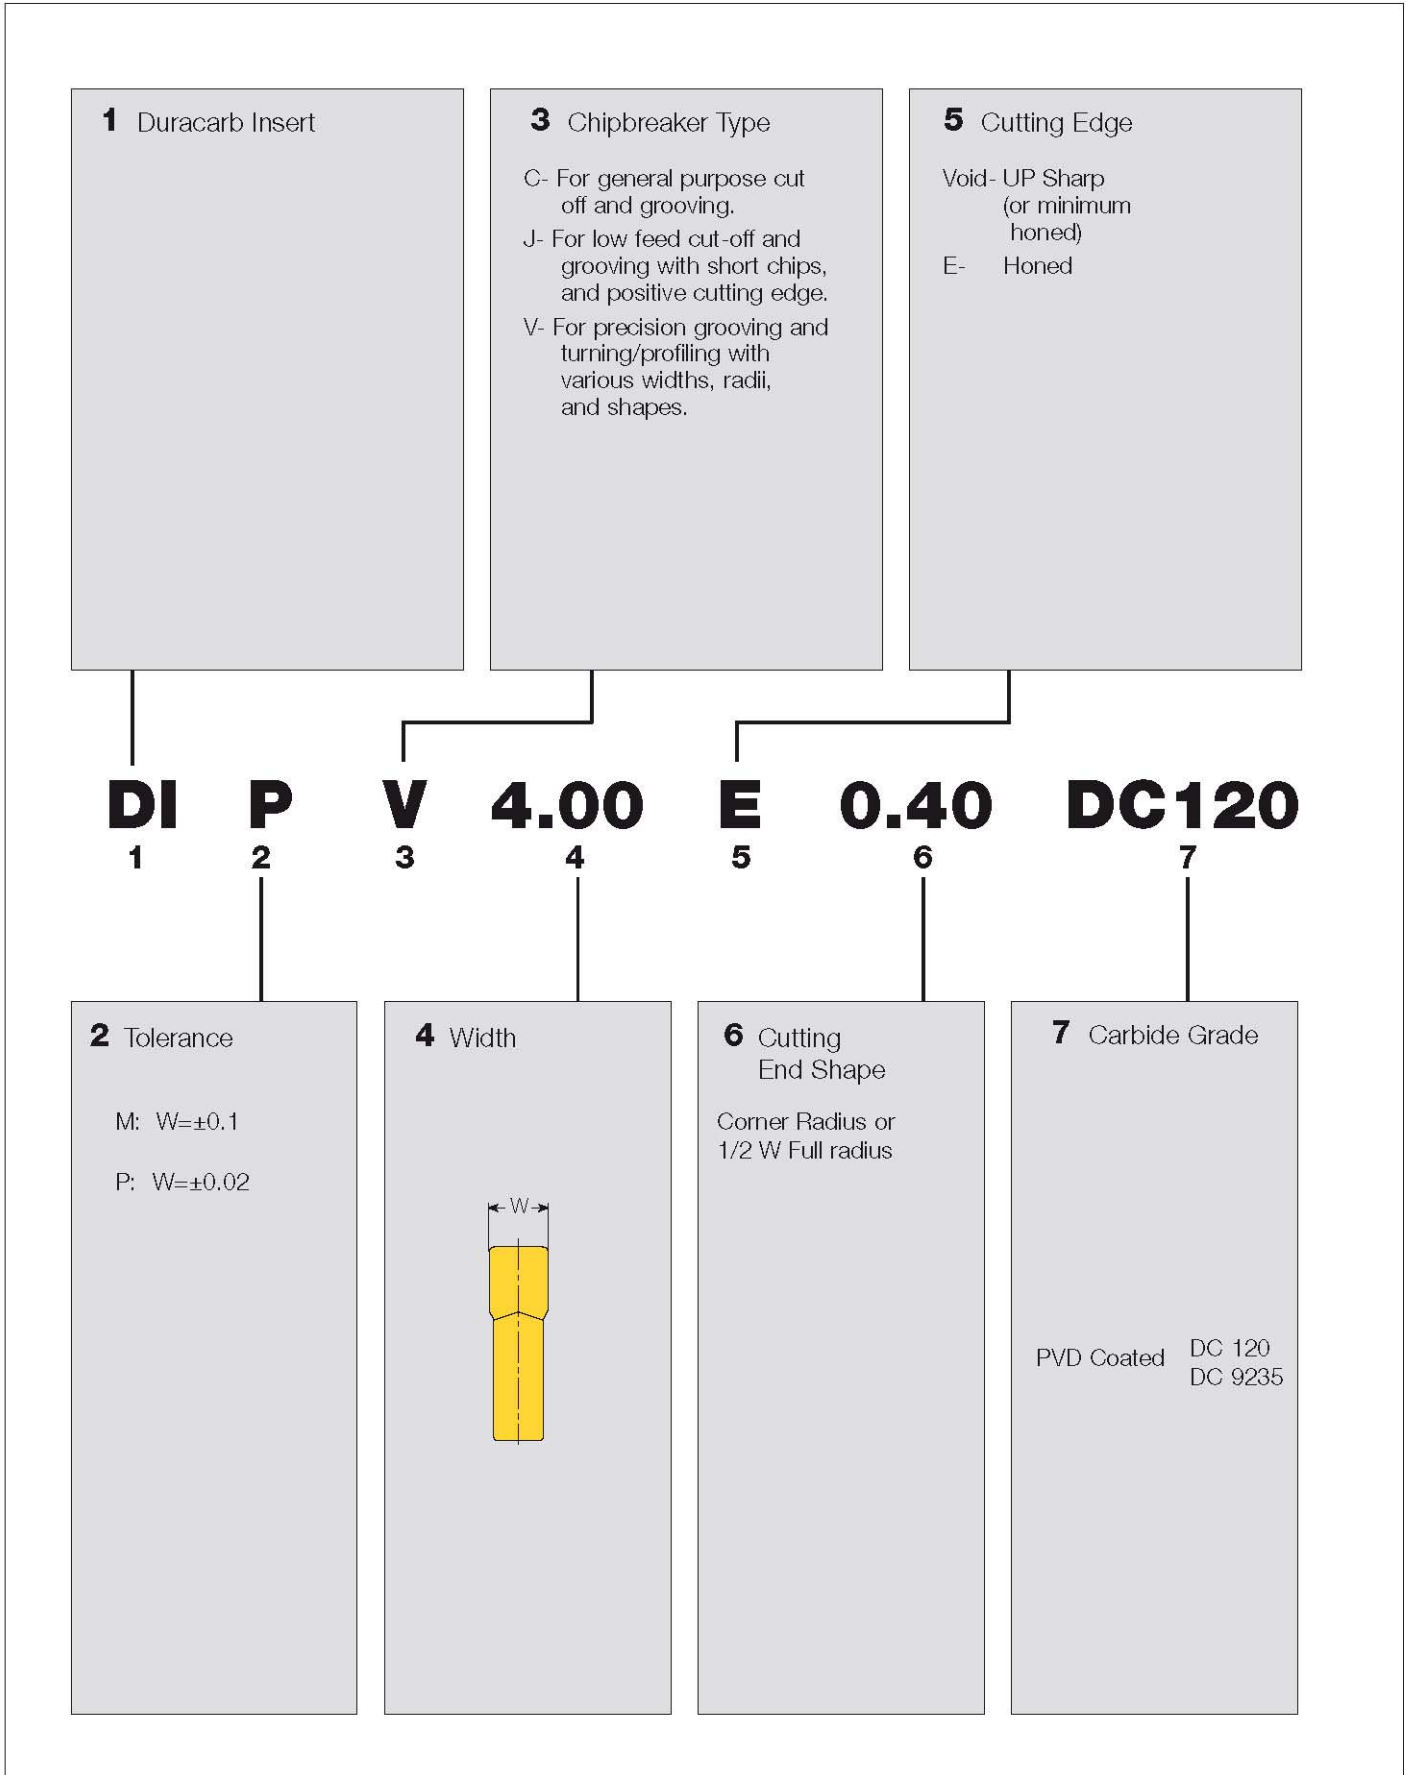 1 Duracarb Insert
3 Chipbreaker Type
C- For general purpose cut
off and grooving.
J- For low feed cut-off and
grooving with short chips,
and positive cutting edge.
V- For precision grooving and
turning/profiling with
various widths, radii,
and shapes.
5 Cutting Edge
Void- UP Sharp
(or minimum
honed)
E- Honed
DI P V 4.00 E 0.40 DC120
1 2 3 4 5 6 7
2 Tolerance
M: W=±0.1
P: W=±0.02
4 Width
W
6 Cutting
End Shape
Corner Radius or
1/2 W Full radius
7 Carbide Grade
PVD Coated DC 120
DC 9235